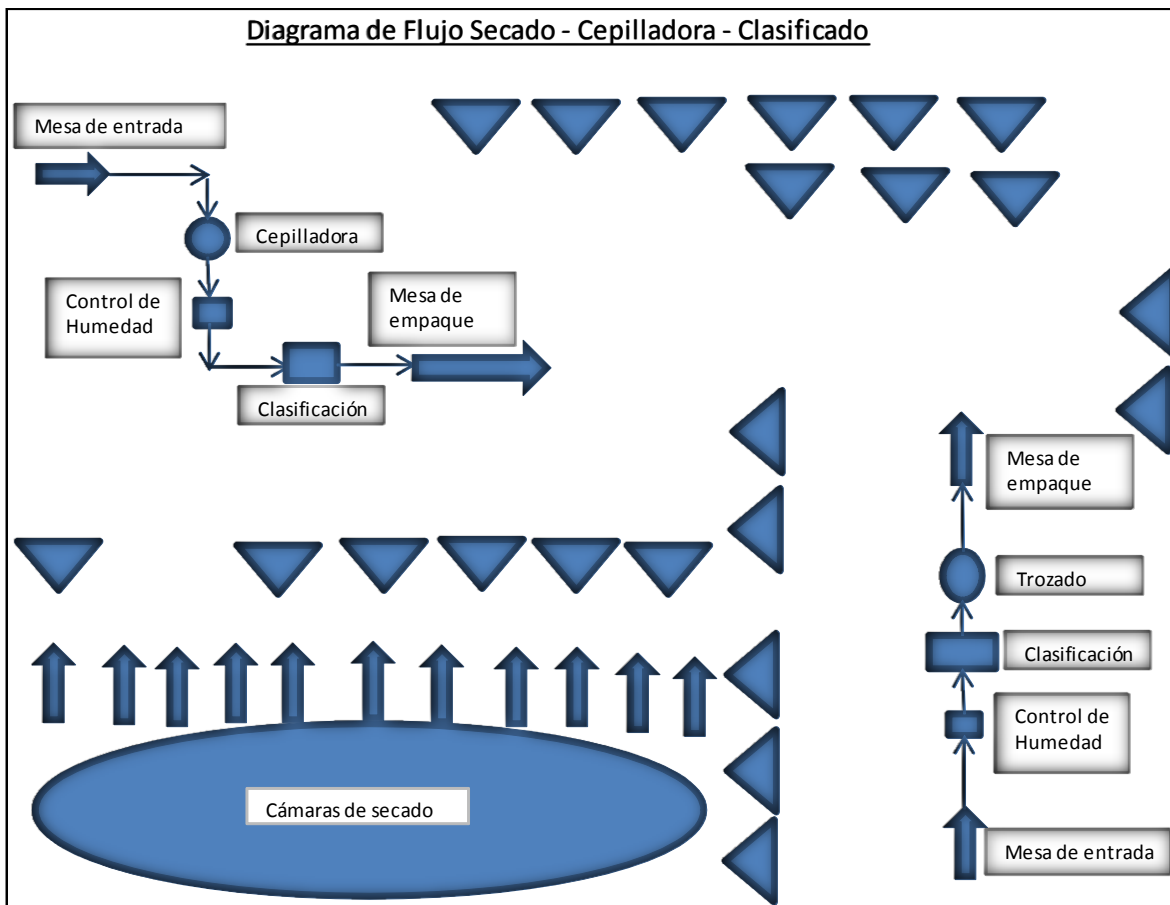 Diagrama de Flujo Secado - Cepilladora - Clasificado
Mesa de entrada
Cepilladora
Control de
Humedad
Mesa de
empaque
Clasificación
Mesa de
empaque
Trozado
Clasificación
Control de
Humedad
Mesa de entrada
Cámaras de secado